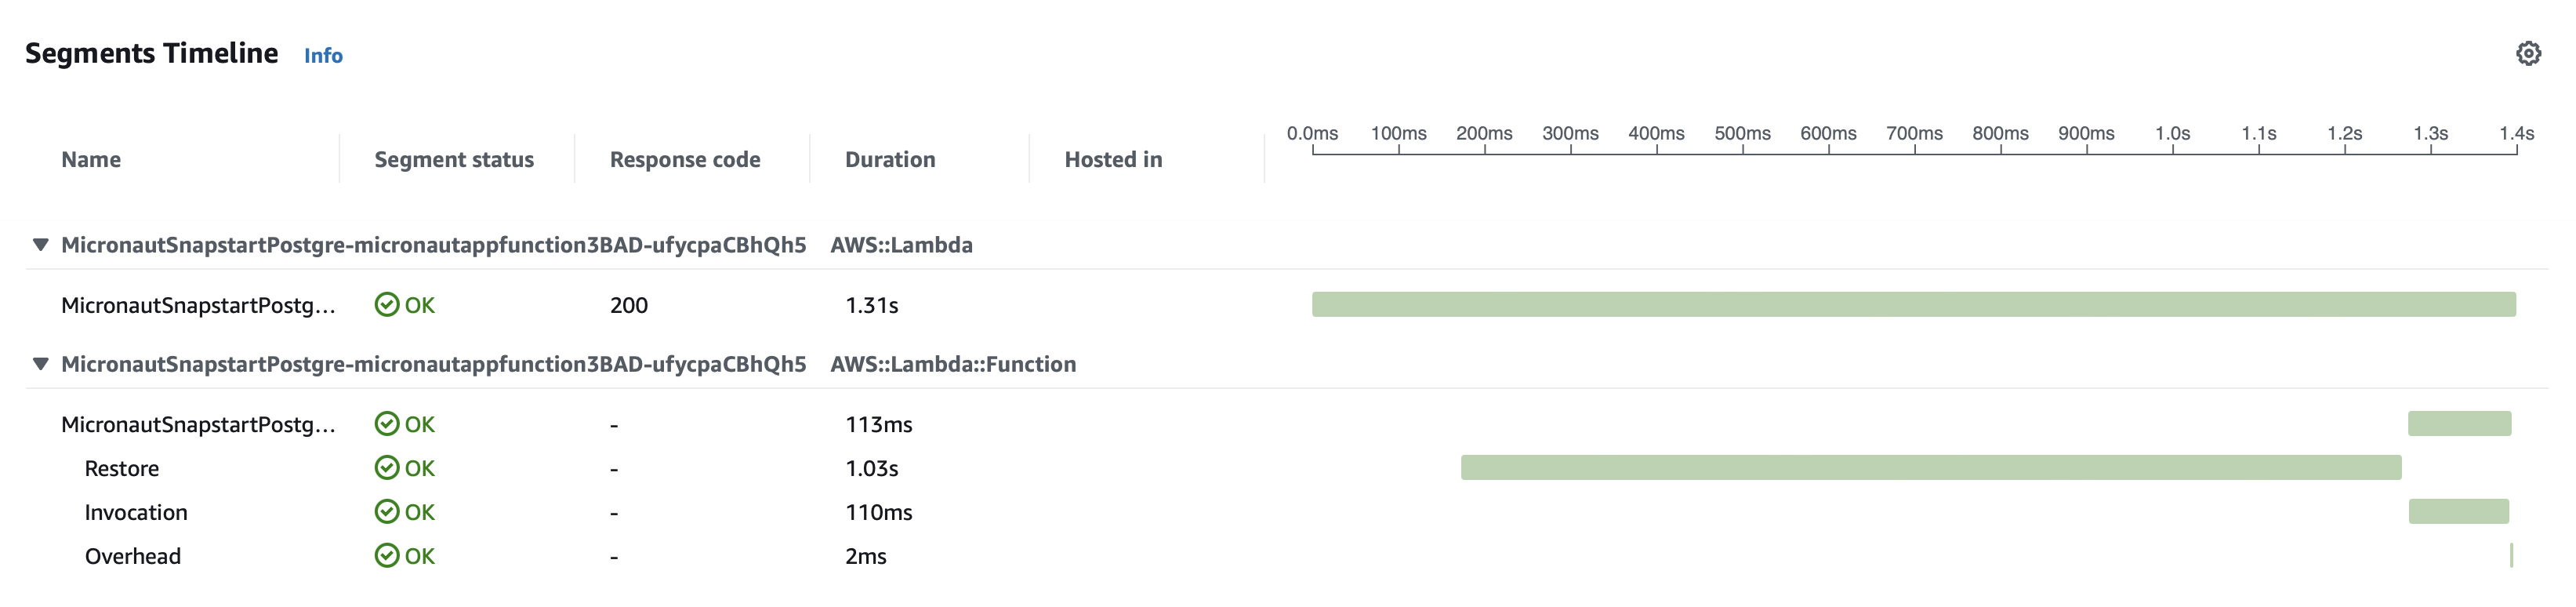 Segments Timeline Info
0.0ms 100ms 200ms 300ms 400ms 500ms 600ms 700ms 800ms 900ms 1.0s 1.1s 1.2s 1.3s 1.4s
Name Segment status Response code Duration Hosted in
MicronautSnapstartPostgre-micronautappfunction3BAD-ufycpaCBhQh5 AWS::Lambda
MicronautSnapstartPostg... OK 200 1.31s
MicronautSnapstartPostgre-micronautappfunction3BAD-ufycpaCBhQh5 AWS::Lambda::Function
MicronautSnapstartPostg... OK - 113ms
Restore OK - 1.03s
Invocation OK - 110ms
Overhead OK - 2ms